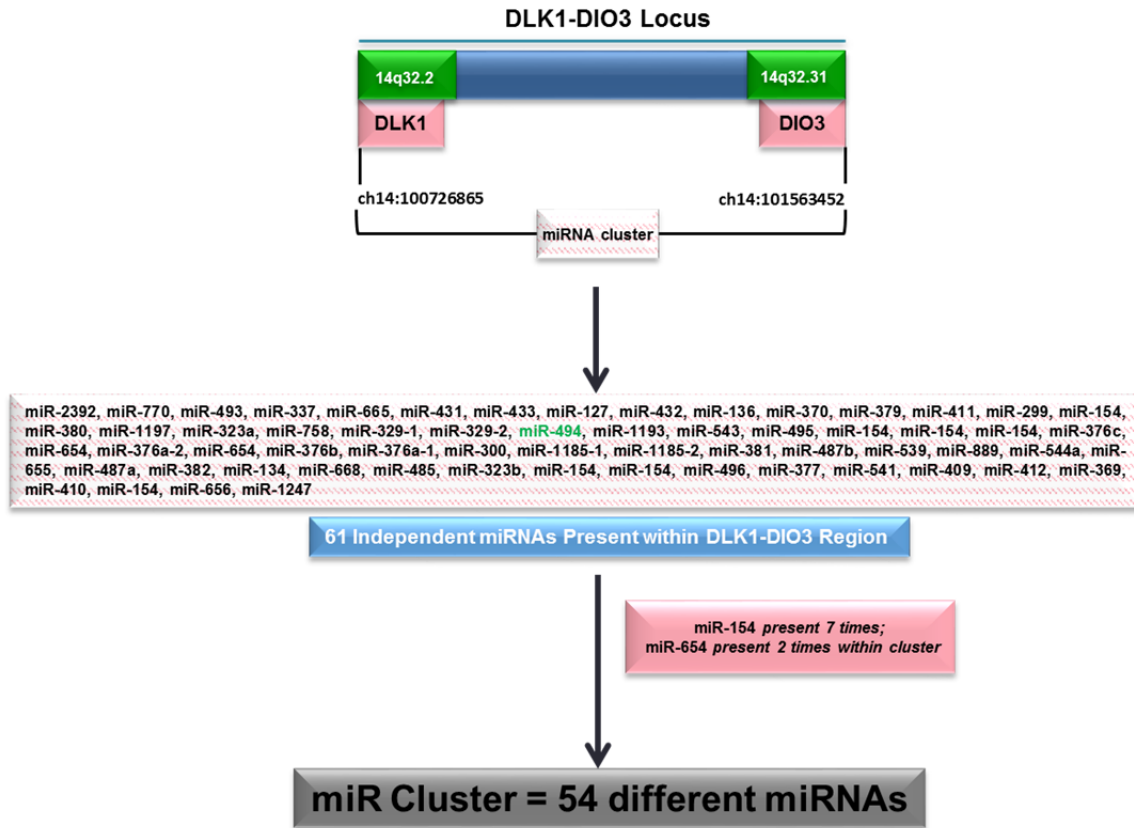 DLK1-DIO3 Locus
14q32.2
14q32.31
DLK1
DIO3
ch14:100726865
ch14:101563452
miRNA cluster
miR-2392, miR-770, miR-493, miR-337, miR-665, miR-431, miR-433, miR-127, miR-432, miR-136, miR-370, miR-379, miR-411, miR-299, miR-154,
miR-380, miR-1197, miR-323a, miR-758, miR-329-1, miR-329-2, miR-494, miR-1193, miR-543, miR-495, miR-154, miR-154, miR-154, miR-376c,
miR-654, miR-376a-2, miR-654, miR-376b, miR-376a-1, miR-300, miR-1185-1, miR-1185-2, miR-381, miR-487b, miR-539, miR-889, miR-544a, miR-
655, miR-487a, miR-382, miR-134, miR-668, miR-485, miR-323b, miR-154, miR-154, miR-496, miR-377, miR-541, miR-409, miR-412, miR-369,
miR-410, miR-154, miR-656, miR-1247
61 Independent miRNAs Present within DLK1-DIO3 Region
miR-154 present 7 times;
miR-654 present 2 times within cluster
miR Cluster = 54 different miRNAs